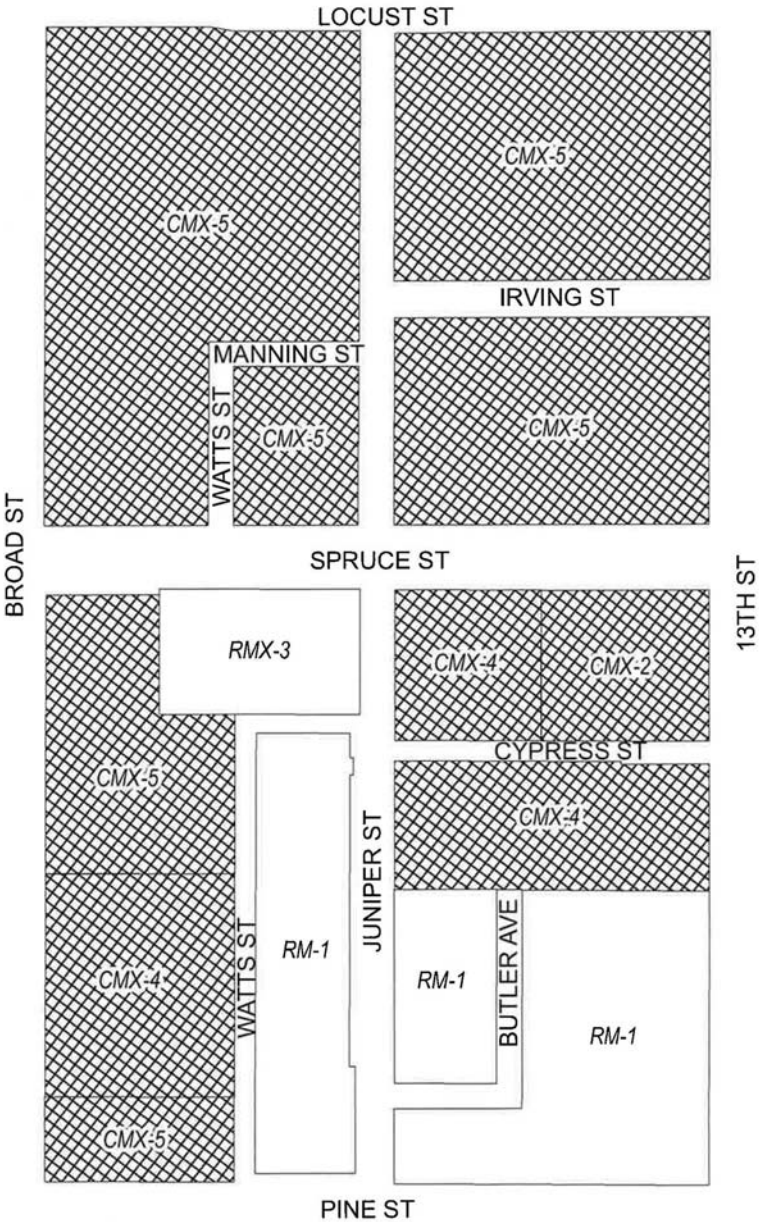 LOCUST ST
CMX-5
CMX-5
IRVING ST
MANNING ST
WATTS ST
CMX-5
CMX-5
BROAD ST
SPRUCE ST
13TH ST
RMX-3
CMX-4
CMX-2
CYPRESS ST
CMX-5
CMX-4
JUNIPER ST
WATTS ST
CMX-4
RM-1
RM-1
BUTLER AVE
RM-1
CMX-5
PINE ST